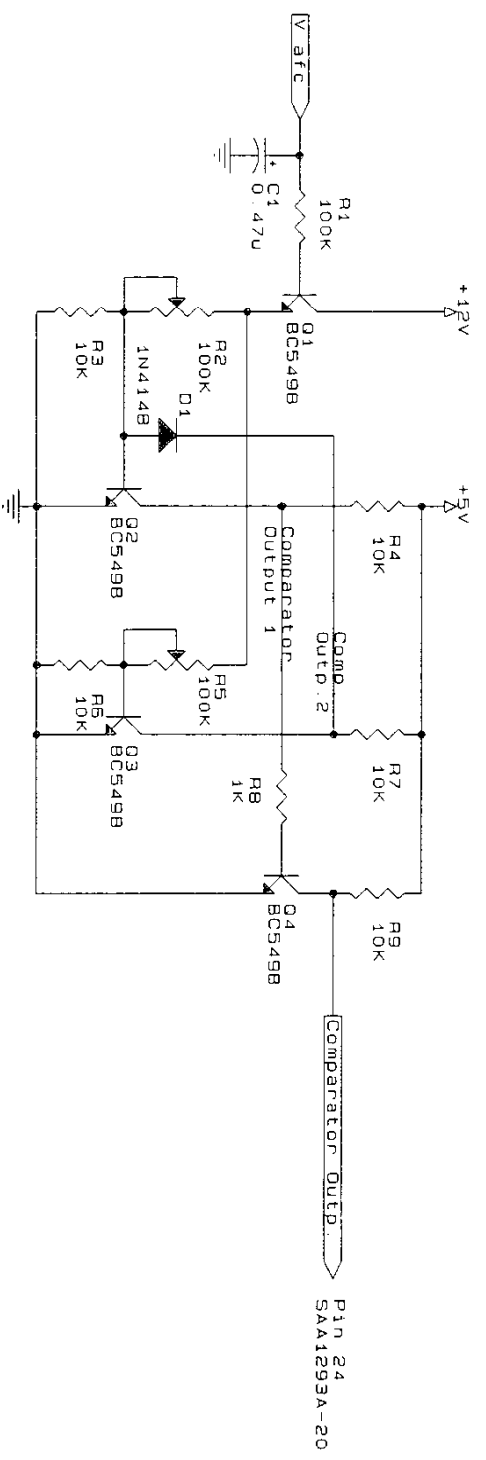 V afc
C1
0.47u
R1
100K
+12V
Q1
BC549B
R2
100K
R3
10K
D1
1N4148
+5V
R4
10K
Q2
BC549B
Comparator
Output 1
Comp
Outp.2
R5
100K
R6
10K
Q3
BC549B
R7
10K
R8
1K
Q4
BC549B
R9
10K
Comparator Outp.
Pin 24
SAA1293A-20